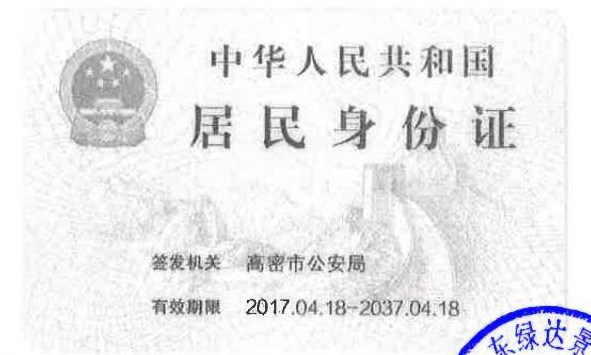 中华人民共和国
居民身份证
签发机关 高密市公安局
有效期限 2017.04.18-2037.04.18
东绿达景